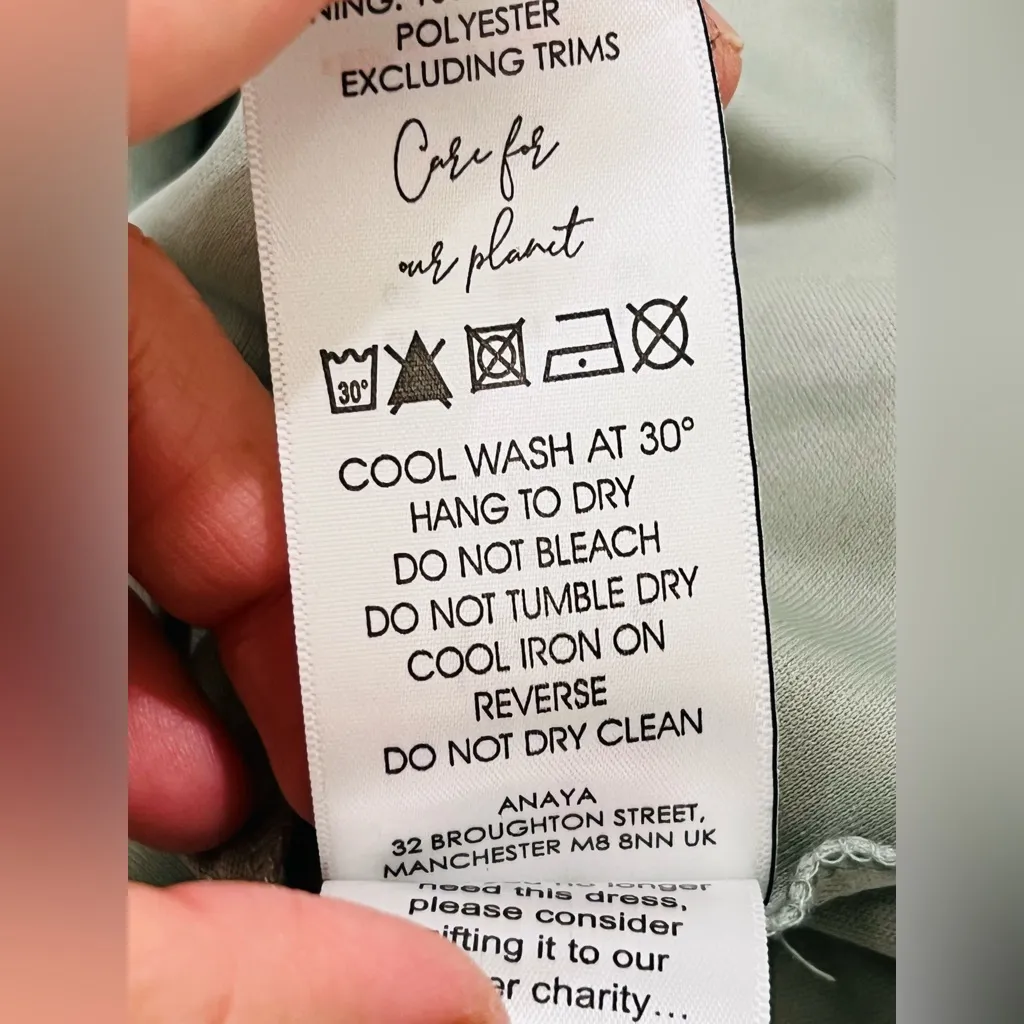 POLYESTER
EXCLUDING TRIMS
Care for
our planet
30°
COOL WASH AT 30°
HANG TO DRY
DO NOT BLEACH
DO NOT TUMBLE DRY
COOL IRON ON
REVERSE
DO NOT DRY CLEAN
ANAYA
32 BROUGHTON STREET,
MANCHESTER M8 8NN UK
longer
need this dress,
please consider
it to our
charity...